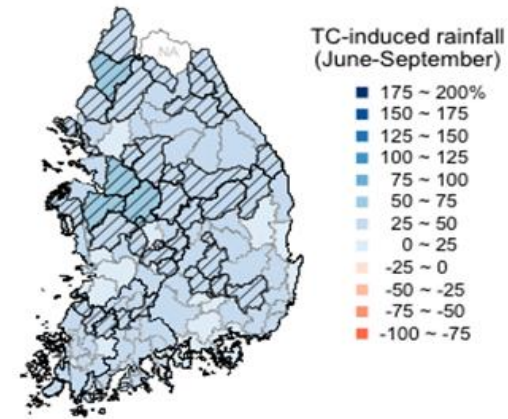 NA
TC-induced rainfall
(June-September)
175 ~ 200%
150 ~ 175
125 ~ 150
100 ~ 125
75 ~ 100
50 ~ 75
25 ~ 50
0 ~ 25
-25 ~ 0
-50 ~ -25
-75 ~ -50
-100 ~ -75